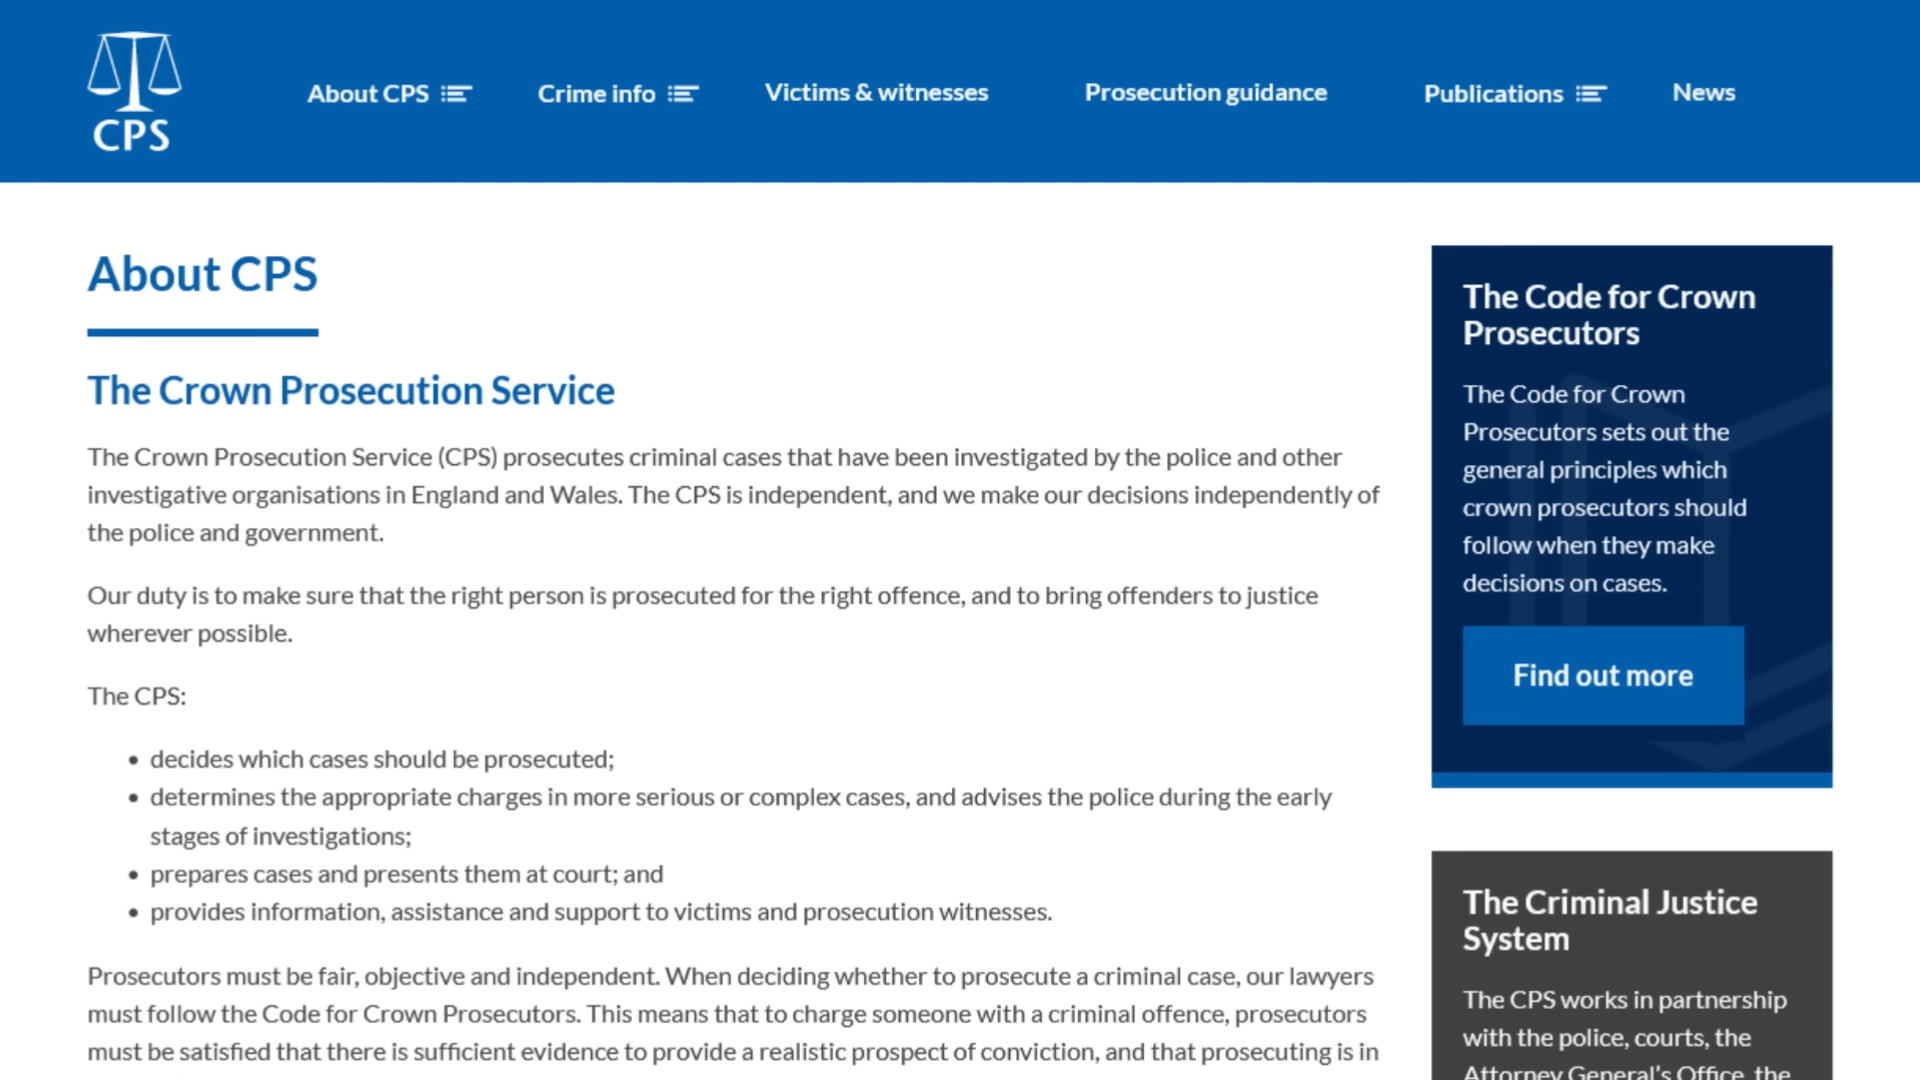 CPS
About CPS
Crime info
Victims & witnesses
Prosecution guidance
Publications
News
About CPS
The Crown Prosecution Service
The Crown Prosecution Service (CPS) prosecutes criminal cases that have been investigated by the police and other
investigative organisations in England and Wales. The CPS is independent, and we make our decisions independently of
the police and government.
Our duty is to make sure that the right person is prosecuted for the right offence, and to bring offenders to justice
wherever possible.
The CPS:
• decides which cases should be prosecuted;
• determines the appropriate charges in more serious or complex cases, and advises the police during the early
stages of investigations;
• prepares cases and presents them at court; and
• provides information, assistance and support to victims and prosecution witnesses.
Prosecutors must be fair, objective and independent. When deciding whether to prosecute a criminal case, our lawyers
must follow the Code for Crown Prosecutors. This means that to charge someone with a criminal offence, prosecutors
must be satisfied that there is sufficient evidence to provide a realistic prospect of conviction, and that prosecuting is in
The Code for Crown
Prosecutors
The Code for Crown
Prosecutors sets out the
general principles which
crown prosecutors should
follow when they make
decisions on cases.
Find out more
The Criminal Justice
System
The CPS works in partnership
with the police, courts, the
Attorney General's Office, the